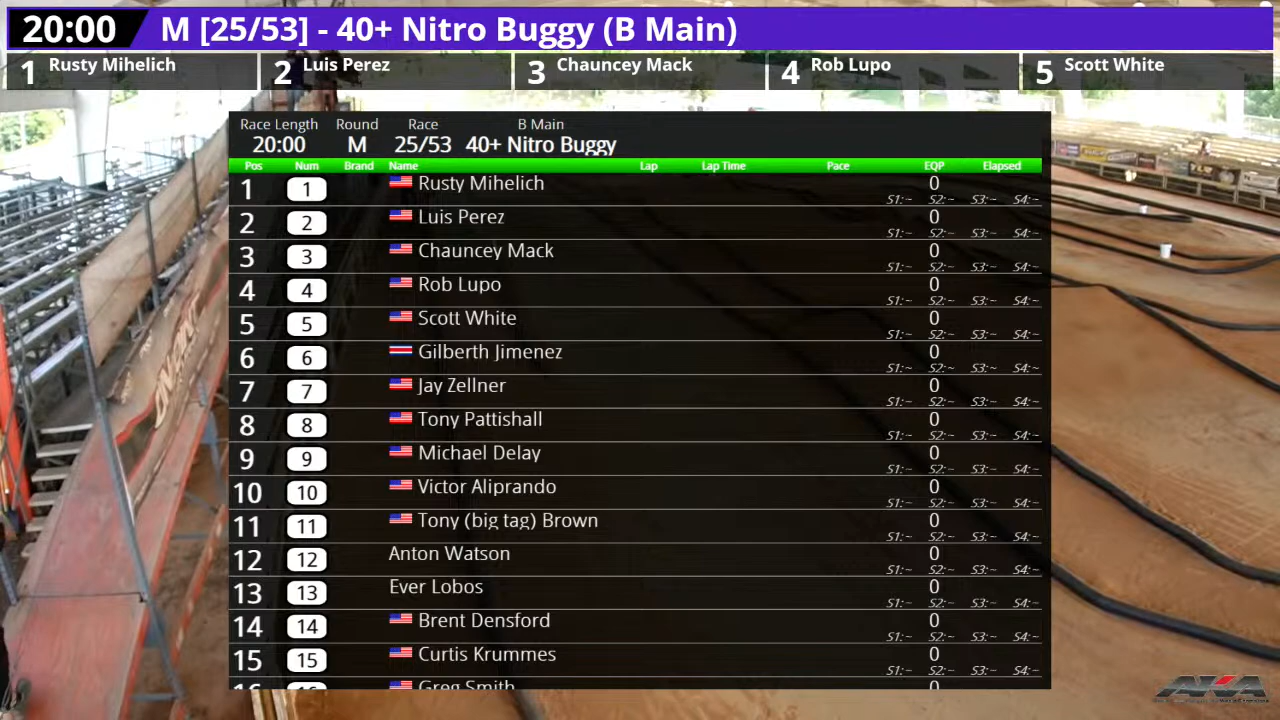 20:00 M [25/53] - 40+ Nitro Buggy (B Main)
1 Rusty Mihelich 2 Luis Perez 3 Chauncey Mack 4 Rob Lupo 5 Scott White
Race Length Round Race B Main
20:00 M 25/53 40+ Nitro Buggy
Pos Num Brand Name Lap Lap Time Pace EQP Elapsed
1 1 Rusty Mihelich 0
S1:~ S2:~ S3:~ S4:~
2 2 Luis Perez 0
S1:~ S2:~ S3:~ S4:~
3 3 Chauncey Mack 0
S1:~ S2:~ S3:~ S4:~
4 4 Rob Lupo 0
S1:~ S2:~ S3:~ S4:~
5 5 Scott White 0
S1:~ S2:~ S3:~ S4:~
6 6 Gilberth Jimenez 0
S1:~ S2:~ S3:~ S4:~
7 7 Jay Zellner 0
S1:~ S2:~ S3:~ S4:~
8 8 Tony Pattishall 0
S1:~ S2:~ S3:~ S4:~
9 9 Michael Delay 0
S1:~ S2:~ S3:~ S4:~
10 10 Victor Aliprando 0
S1:~ S2:~ S3:~ S4:~
11 11 Tony (big tag) Brown 0
S1:~ S2:~ S3:~ S4:~
12 12 Anton Watson 0
S1:~ S2:~ S3:~ S4:~
13 13 Ever Lobos 0
S1:~ S2:~ S3:~ S4:~
14 14 Brent Densford 0
S1:~ S2:~ S3:~ S4:~
15 15 Curtis Krummes 0
S1:~ S2:~ S3:~ S4:~
16 16 Greg Smith 0
AKA